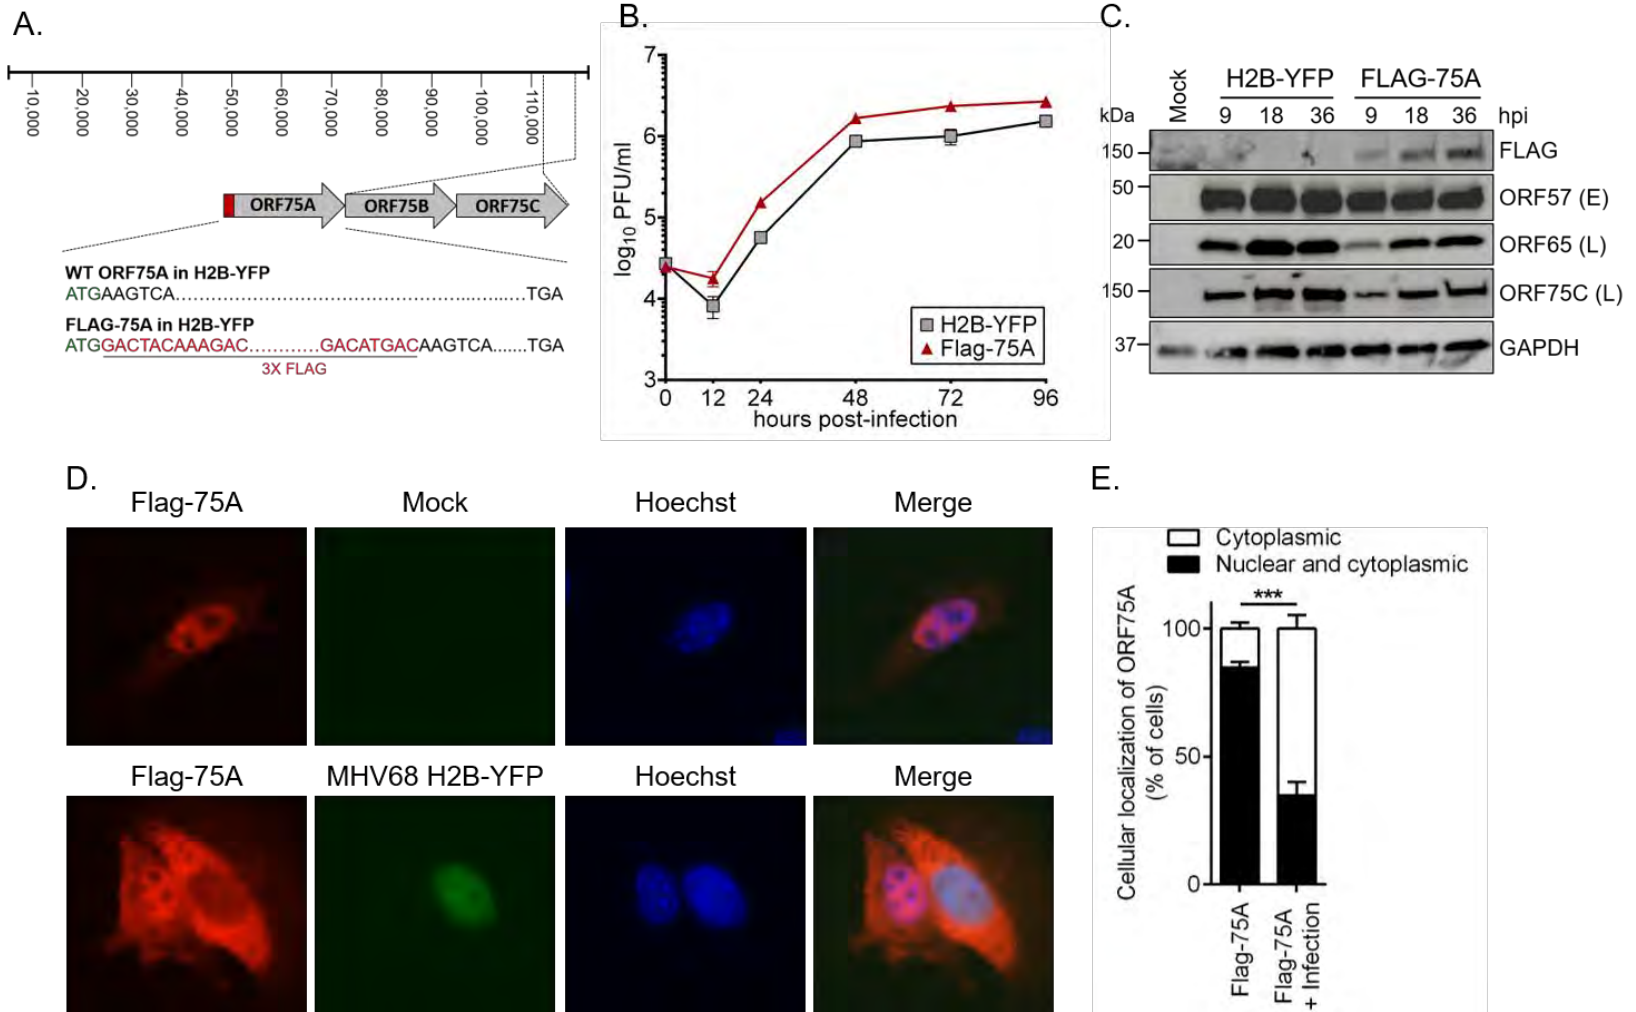 A.
10,000
20,000
30,000
40,000
50,000
60,000
70,000
80,000
90,000
100,000
110,000
ORF75A
ORF75B
ORF75C
WT ORF75A in H2B-YFP
ATGAAGTCA..........................................................TGA
FLAG-75A in H2B-YFP
ATGGACTACAAAGAC...........GACATGACAAGTCA.......TGA
3X FLAG
B.
log10 PFU/ml
7
6
5
4
3
0 12 24 48 72 96
hours post-infection
H2B-YFP
Flag-75A
C.
Mock
H2B-YFP FLAG-75A
kDa 9 18 36 9 18 36 hpi
150 FLAG
50 ORF57 (E)
20 ORF65 (L)
150 ORF75C (L)
37 GAPDH
D.
Flag-75A Mock Hoechst Merge
Flag-75A MHV68 H2B-YFP Hoechst Merge
E.
Cytoplasmic
Nuclear and cytoplasmic
***
Cellular localization of ORF75A
(% of cells)
100
50
0
Flag-75A
Flag-75A
+ Infection